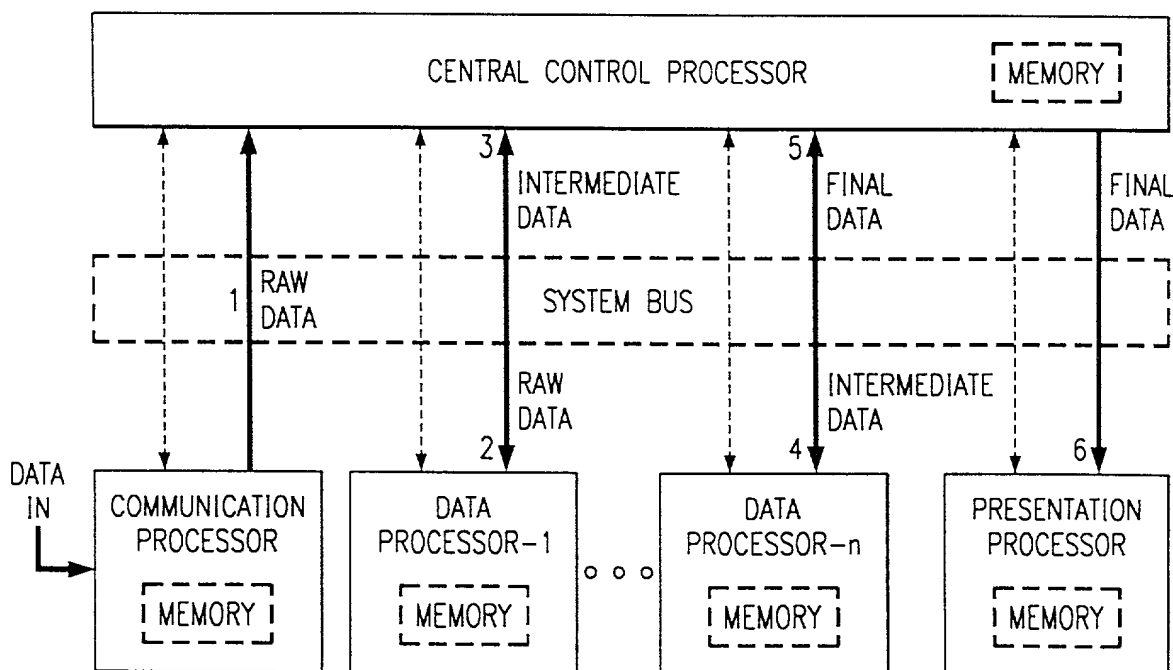 CENTRAL CONTROL PROCESSOR
MEMORY
3
INTERMEDIATE
DATA
5
FINAL
DATA
FINAL
DATA
1
RAW
DATA
SYSTEM BUS
RAW
DATA
2
INTERMEDIATE
DATA
4
6
DATA
IN
COMMUNICATION
PROCESSOR
MEMORY
DATA
PROCESSOR-1
MEMORY
DATA
PROCESSOR-n
MEMORY
PRESENTATION
PROCESSOR
MEMORY